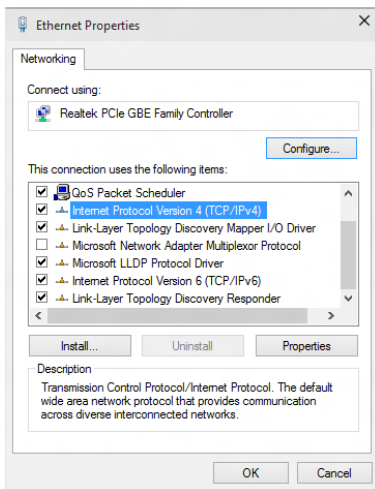 Ethernet Properties
Networking
Connect using:
Realtek PCIe GBE Family Controller
Configure...
This connection uses the following items:
QoS Packet Scheduler
Internet Protocol Version 4 (TCP/IPv4)
Link-Layer Topology Discovery Mapper I/O Driver
Microsoft Network Adapter Multiplexor Protocol
Microsoft LLDP Protocol Driver
Internet Protocol Version 6 (TCP/IPv6)
Link-Layer Topology Discovery Responder
Install...
Uninstall
Properties
Description
Transmission Control Protocol/Internet Protocol. The default
wide area network protocol that provides communication
across diverse interconnected networks.
OK
Cancel